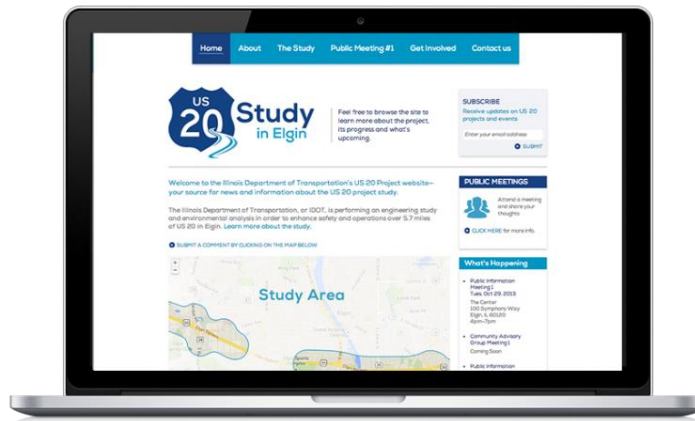 Home About The Study Public Meeting #1 Get Involved Contact us
US
20 Study
in Elgin
Feel free to browse the site to
learn more about the project,
its progress and what's
upcoming.
SUBSCRIBE
Receive updates on US 20
projects and events
Enter your email address
SUBMIT
Welcome to the Illinois Department of Transportation's US 20 Project website—
your source for news and information about the US 20 project study.
The Illinois Department of Transportation, or IDOT, is performing an engineering study
and environmental analysis in order to enhance safety and operations over 5.7 miles
of US 20 in Elgin. Learn more about the study.
SUBMIT A COMMENT BY CLICKING ON THE MAP BELOW
Study Area
PUBLIC MEETINGS
Attend a meeting
and share your
thoughts
CLICK HERE for more info.
What's Happening
Public Information
Meeting 1
Tues. Oct 29, 2013
The Center
100 Symphony Way
Elgin, IL 60120
4pm–7pm
Community Advisory
Group Meeting 1
Coming Soon
Public Information